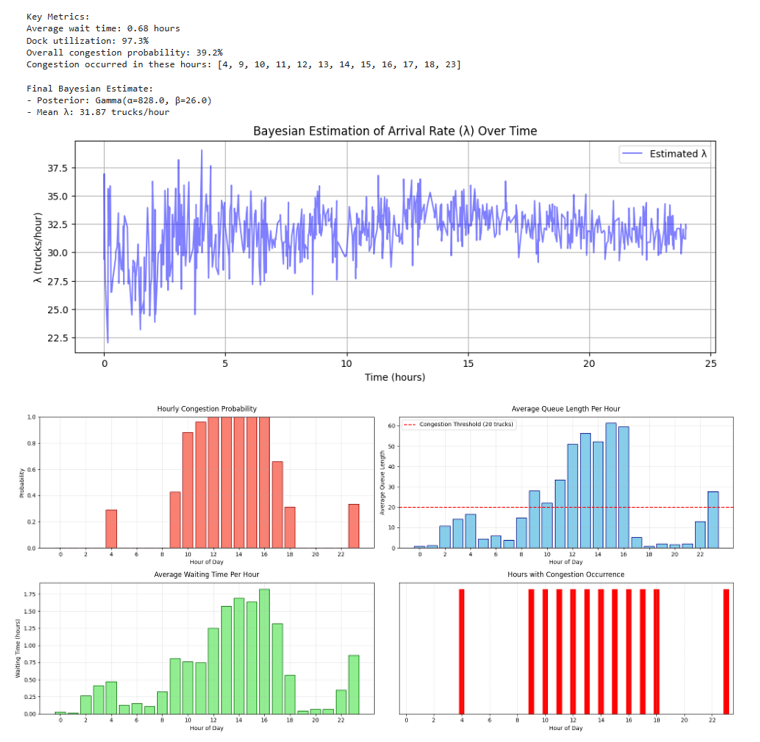 Key Metrics:
Average wait time: 0.68 hours
Dock utilization: 97.3%
Overall congestion probability: 39.2%
Congestion occurred in these hours: [4, 9, 10, 11, 12, 13, 14, 15, 16, 17, 18, 23]
Final Bayesian Estimate:
- Posterior: Gamma(α=828.0, β=26.0)
- Mean λ: 31.87 trucks/hour
Bayesian Estimation of Arrival Rate (λ) Over Time
Estimated λ
λ (trucks/hour)
37.5
35.0
32.5
30.0
27.5
25.0
22.5
0 5 10 15 20 25
Time (hours)
Hourly Congestion Probability
Probability
1.0
0.8
0.6
0.4
0.2
0.0
0 2 4 6 8 10 12 14 16 18 20 22
Hour of Day
Average Queue Length Per Hour
Congestion Threshold (20 trucks)
Average Queue Length
60
50
40
30
20
10
0
0 2 4 6 8 10 12 14 16 18 20 22
Hour of Day
Average Waiting Time Per Hour
Waiting Time (hours)
1.75
1.50
1.25
1.00
0.75
0.50
0.25
0.00
0 2 4 6 8 10 12 14 16 18 20 22
Hour of Day
Hours with Congestion Occurrence
0 2 4 6 8 10 12 14 16 18 20 22
Hour of Day